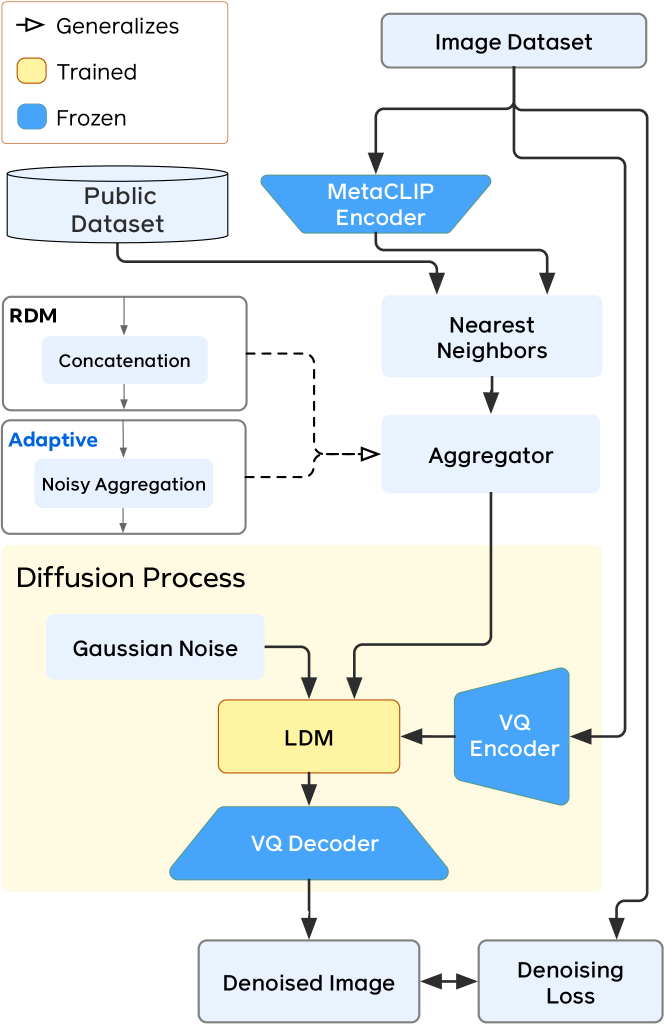 Generalizes
Trained
Frozen
Image Dataset
Public
Dataset
MetaCLIP
Encoder
RDM
Concatenation
Nearest
Neighbors
Adaptive
Noisy Aggregation
Aggregator
Diffusion Process
Gaussian Noise
LDM
VQ
Encoder
VQ Decoder
Denoised Image
Denoising
Loss